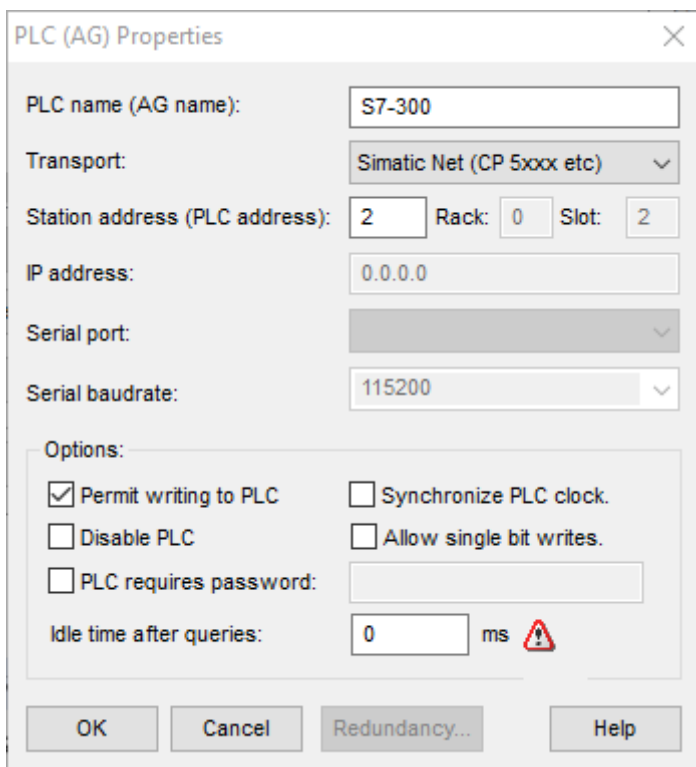 PLC (AG) Properties
PLC name (AG name): S7-300
Transport: Simatic Net (CP 5xxx etc)
Station address (PLC address): 2 Rack: 0 Slot: 2
IP address: 0.0.0.0
Serial port:
Serial baudrate: 115200
Options:
Permit writing to PLC Synchronize PLC clock.
Disable PLC Allow single bit writes.
PLC requires password:
Idle time after queries: 0 ms
OK Cancel Redundancy... Help